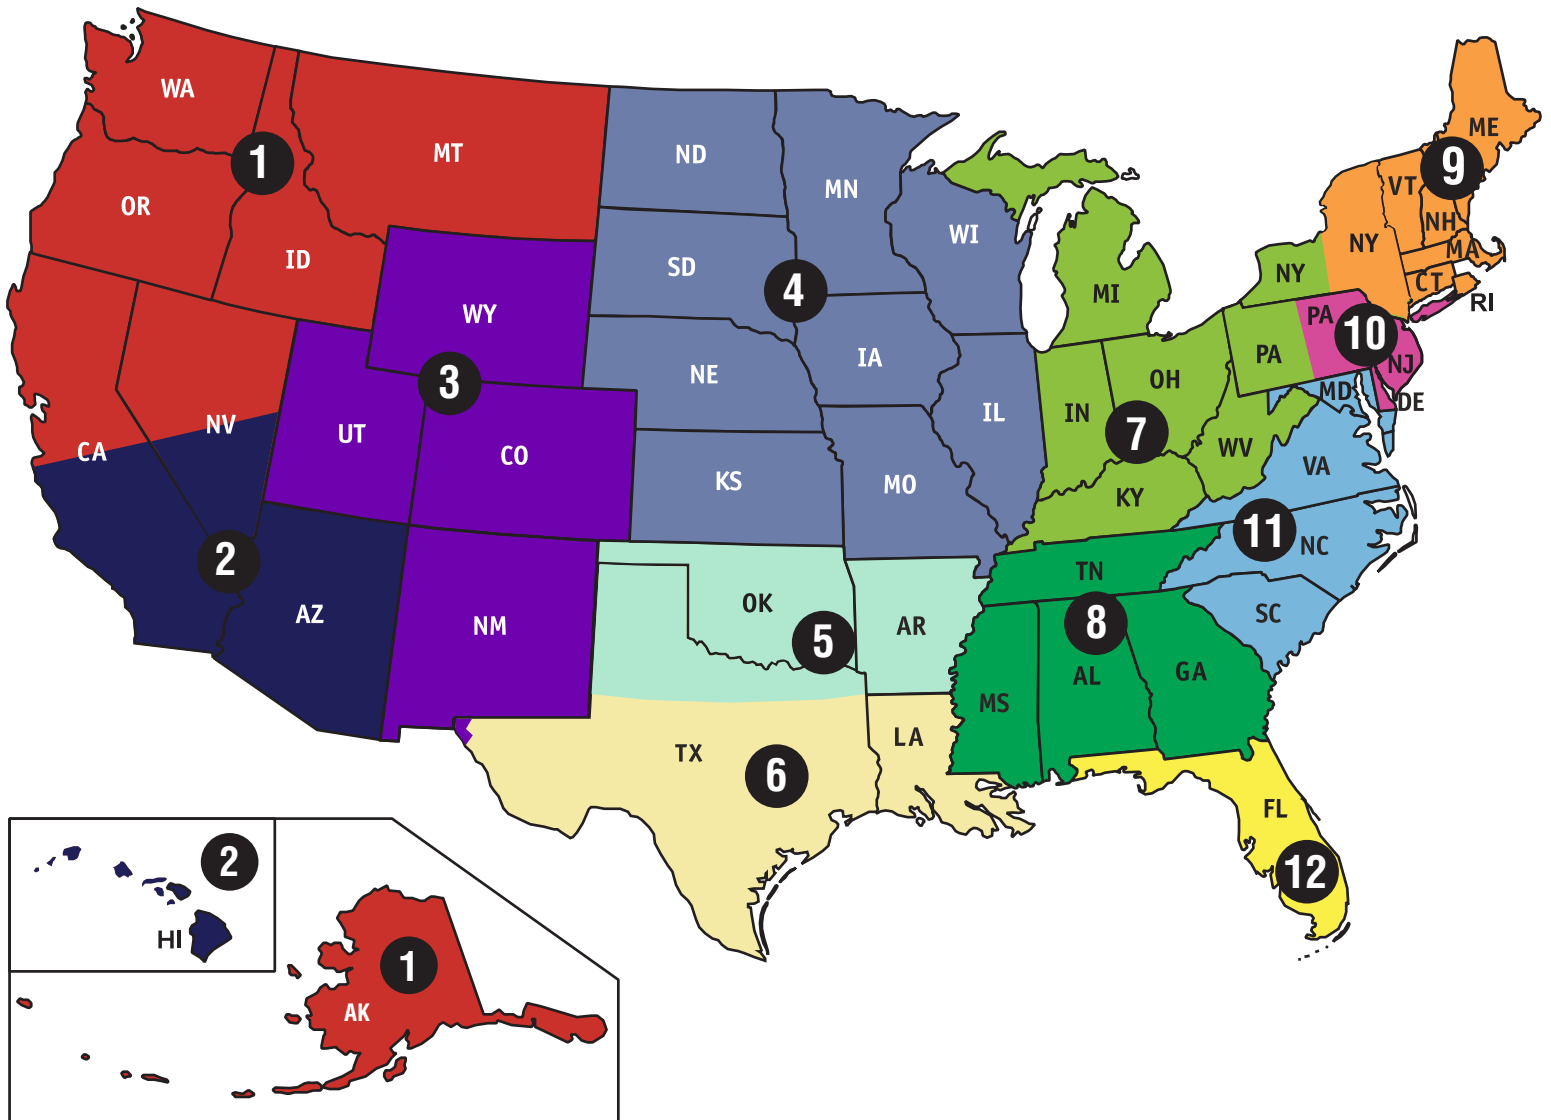 WA
MT
ND
MN
ME
1
9
VT
OR
ID
SD
WI
NH
NY
MA
NY
CT
RI
WY
4
MI
PA
10
3
IA
PA
NJ
NE
OH
MD
DE
NV
UT
CO
IL
IN
7
WV
CA
KS
MO
KY
VA
2
11
NC
AZ
NM
OK
5
AR
TN
8
SC
MS
AL
GA
TX
LA
6
FL
12
2
HI
1
AK